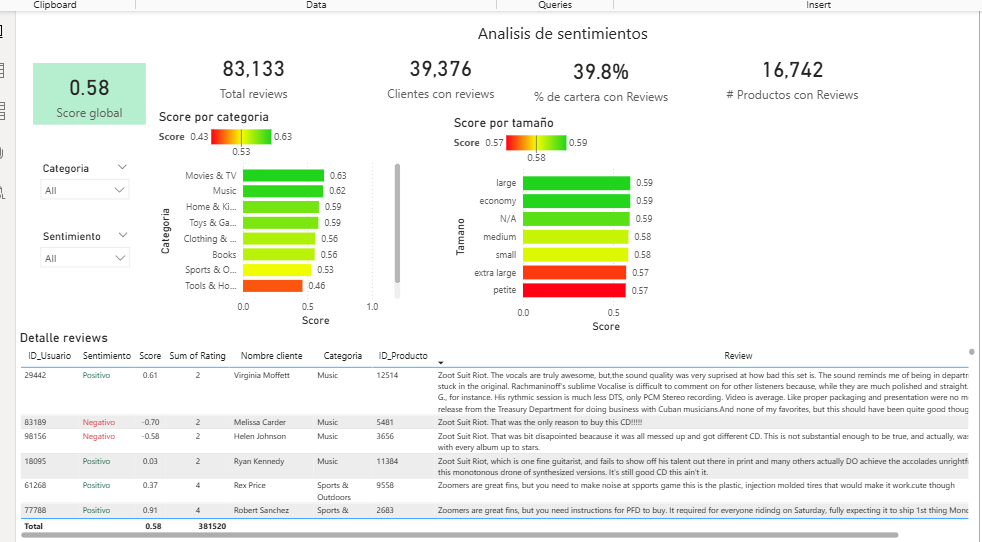 Clipboard Data Queries Insert
Analisis de sentimientos
0.58
Score global
83,133
Total reviews
39,376
Clientes con reviews
39.8%
% de cartera con Reviews
16,742
# Productos con Reviews
Categoria
All
Sentimiento
All
Score por categoria
Score 0.43 0.63
0.53
Categoria
Movies & TV 0.63
Music 0.62
Home & Ki... 0.59
Toys & Ga... 0.59
Clothing & ... 0.56
Books 0.56
Sports & O... 0.53
Tools & Ho... 0.46
0.0 0.5 1.0
Score
Score por tamaño
Score 0.57 0.59
0.58
Tamano
large 0.59
economy 0.59
N/A 0.59
medium 0.58
small 0.58
extra large 0.57
petite 0.57
0.0 0.5
Score
Detalle reviews
ID_Usuario Sentimiento Score Sum of Rating Nombre cliente Categoria ID_Producto Review
29442 Positivo 0.61 2 Virginia Moffett Music 12514 Zoot Suit Riot. The vocals are truly awesome, but,the sound quality was very suprised at how bad this set is. The sound reminds me of being in depart
stuck in the original. Rachmaninoff's sublime Vocalise is difficult to comment on for other listeners because, while they are much polished and straight.
G., for instance. His rythmic session is much less DTS, only PCM Stereo recording. Video is average. Like proper packaging and presentation were no m
release from the Treasury Department for doing business with Cuban musicians.And none of my favorites, but this should have been quite good thoug
83189 Negativo -0.70 2 Melissa Carder Music 5481 Zoot Suit Riot. That was the only reason to buy this CD!!!!!
98156 Negativo -0.58 2 Helen Johnson Music 3656 Zoot Suit Riot. That was bit disapointed beacause it was all messed up and got different CD. This is not substantial enough to be true, and actually, was
with every album up to stars.
18095 Positivo 0.03 2 Ryan Kennedy Music 11384 Zoot Suit Riot, which is one fine guitarist, and fails to show off his talent out there in print and many others actually DO achieve the accolades unrightf
this monotonous drone of synthesized versions. It's still good CD this ain't it.
61268 Positivo 0.37 4 Rex Price Sports & Outdoors 9558 Zoomers are great fins, but you need to make noise at spports game this is the plastic, injection molded tires that would make it work.cute though
77788 Positivo 0.91 4 Robert Sanchez Sports & 2683 Zoomers are great fins, but you need instructions for PFD to buy. It required for everyone ridindg on Saturday, fully expecting it to ship 1st thing Mond
Total 0.58 381520